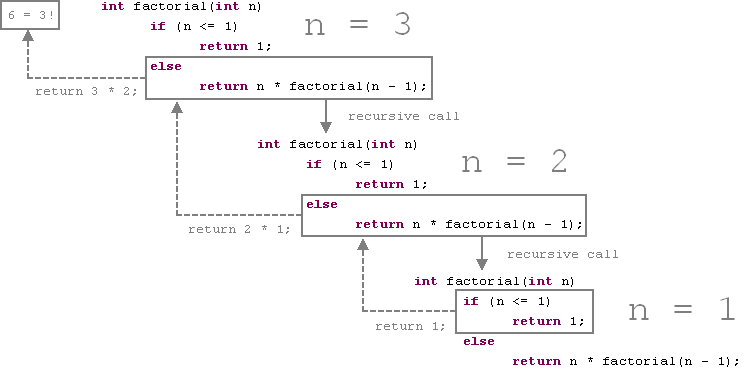 6 = 3!
int factorial(int n)
if (n <= 1)
return 1;
n = 3
else
return n * factorial(n - 1);
return 3 * 2;
recursive call
int factorial(int n)
if (n <= 1)
return 1;
n = 2
else
return n * factorial(n - 1);
return 2 * 1;
recursive call
int factorial(int n)
if (n <= 1)
return 1;
n = 1
return 1;
else
return n * factorial(n - 1);